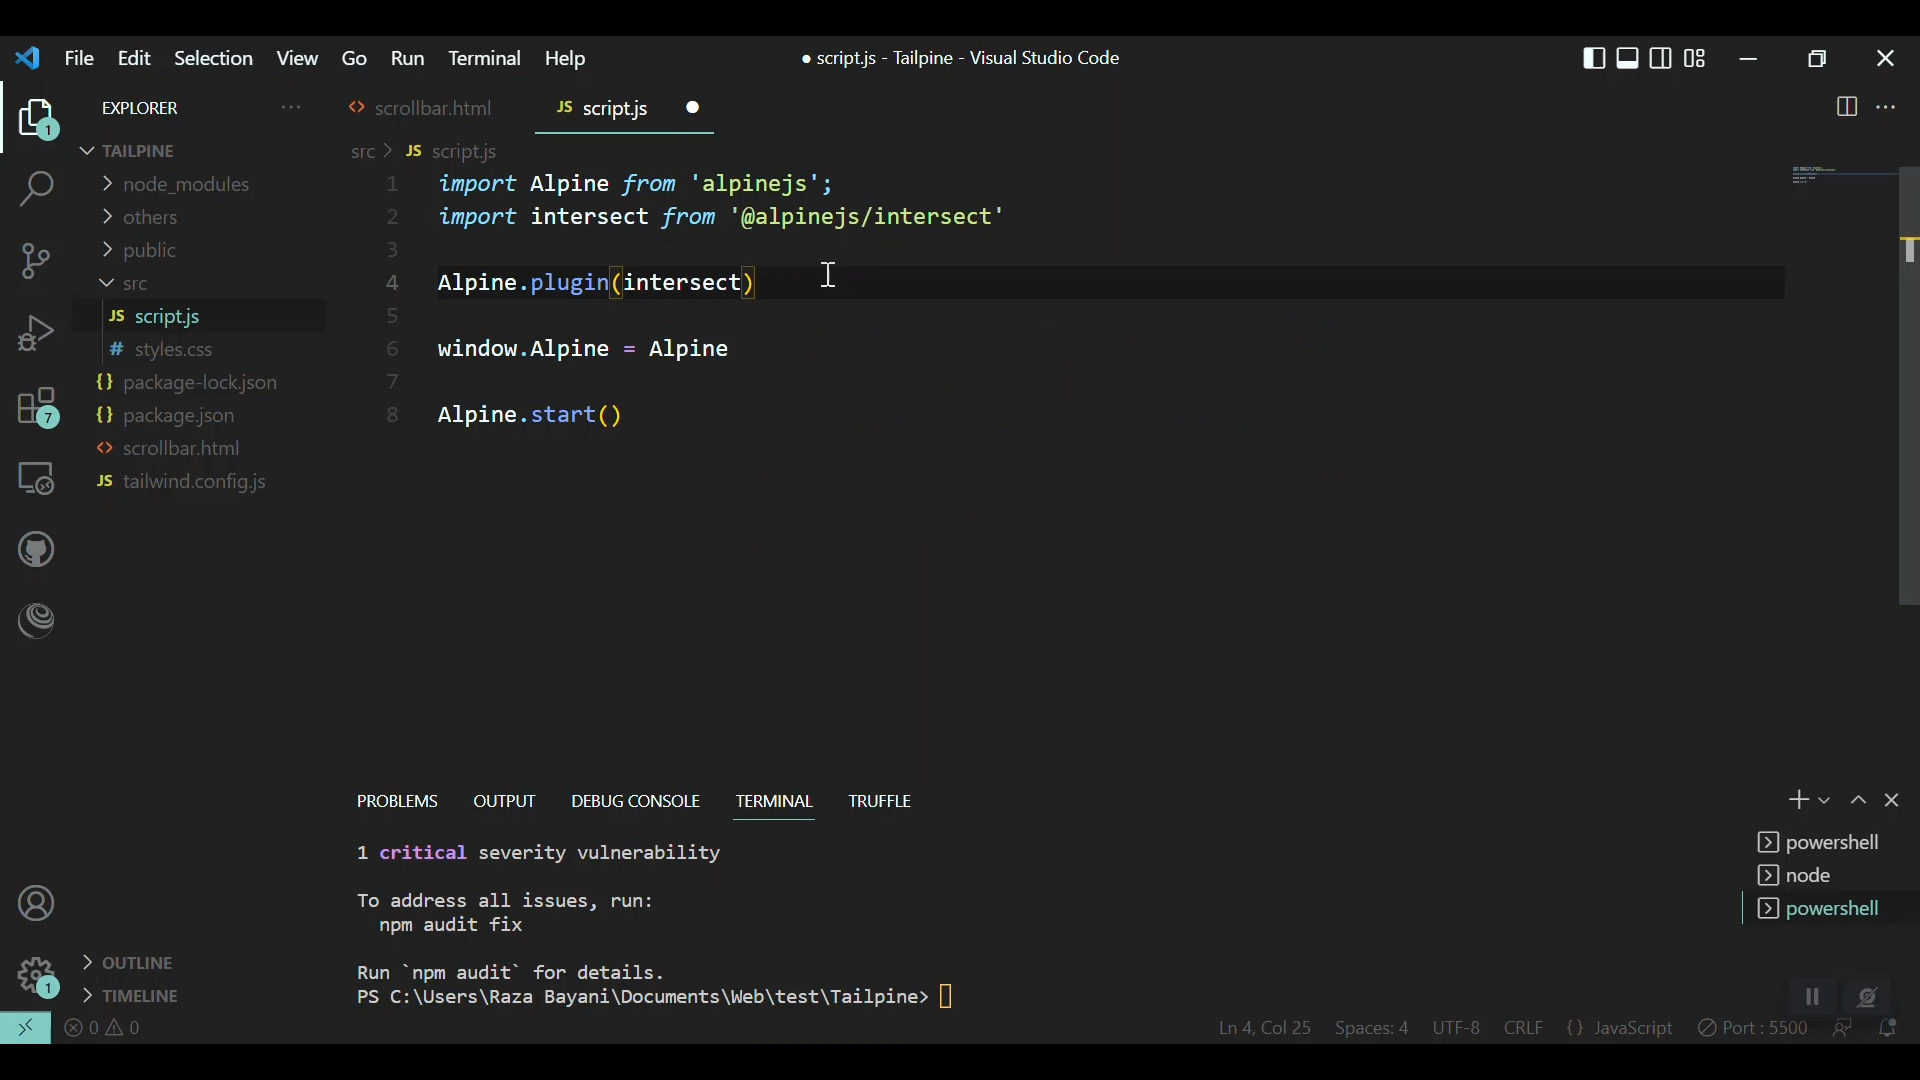 File Edit Selection View Go Run Terminal Help
● script.js - Tailpine - Visual Studio Code
EXPLORER
TAILPINE
node_modules
others
public
src
JS script.js
# styles.css
{} package-lock.json
{} package.json
<> scrollbar.html
JS tailwind.config.js
OUTLINE
TIMELINE
1
7
1
<> scrollbar.html JS script.js
src > JS script.js
1 import Alpine from 'alpinejs';
2 import intersect from '@alpinejs/intersect'
3
4 Alpine.plugin(intersect)
5
6 window.Alpine = Alpine
7
8 Alpine.start()
PROBLEMS OUTPUT DEBUG CONSOLE TERMINAL TRUFFLE
1 critical severity vulnerability
To address all issues, run:
npm audit fix
Run `npm audit` for details.
PS C:\Users\Raza Bayani\Documents\Web\test\Tailpine>
powershell
node
powershell
0 0 Ln 4, Col 25 Spaces: 4 UTF-8 CRLF {} JavaScript Port : 5500